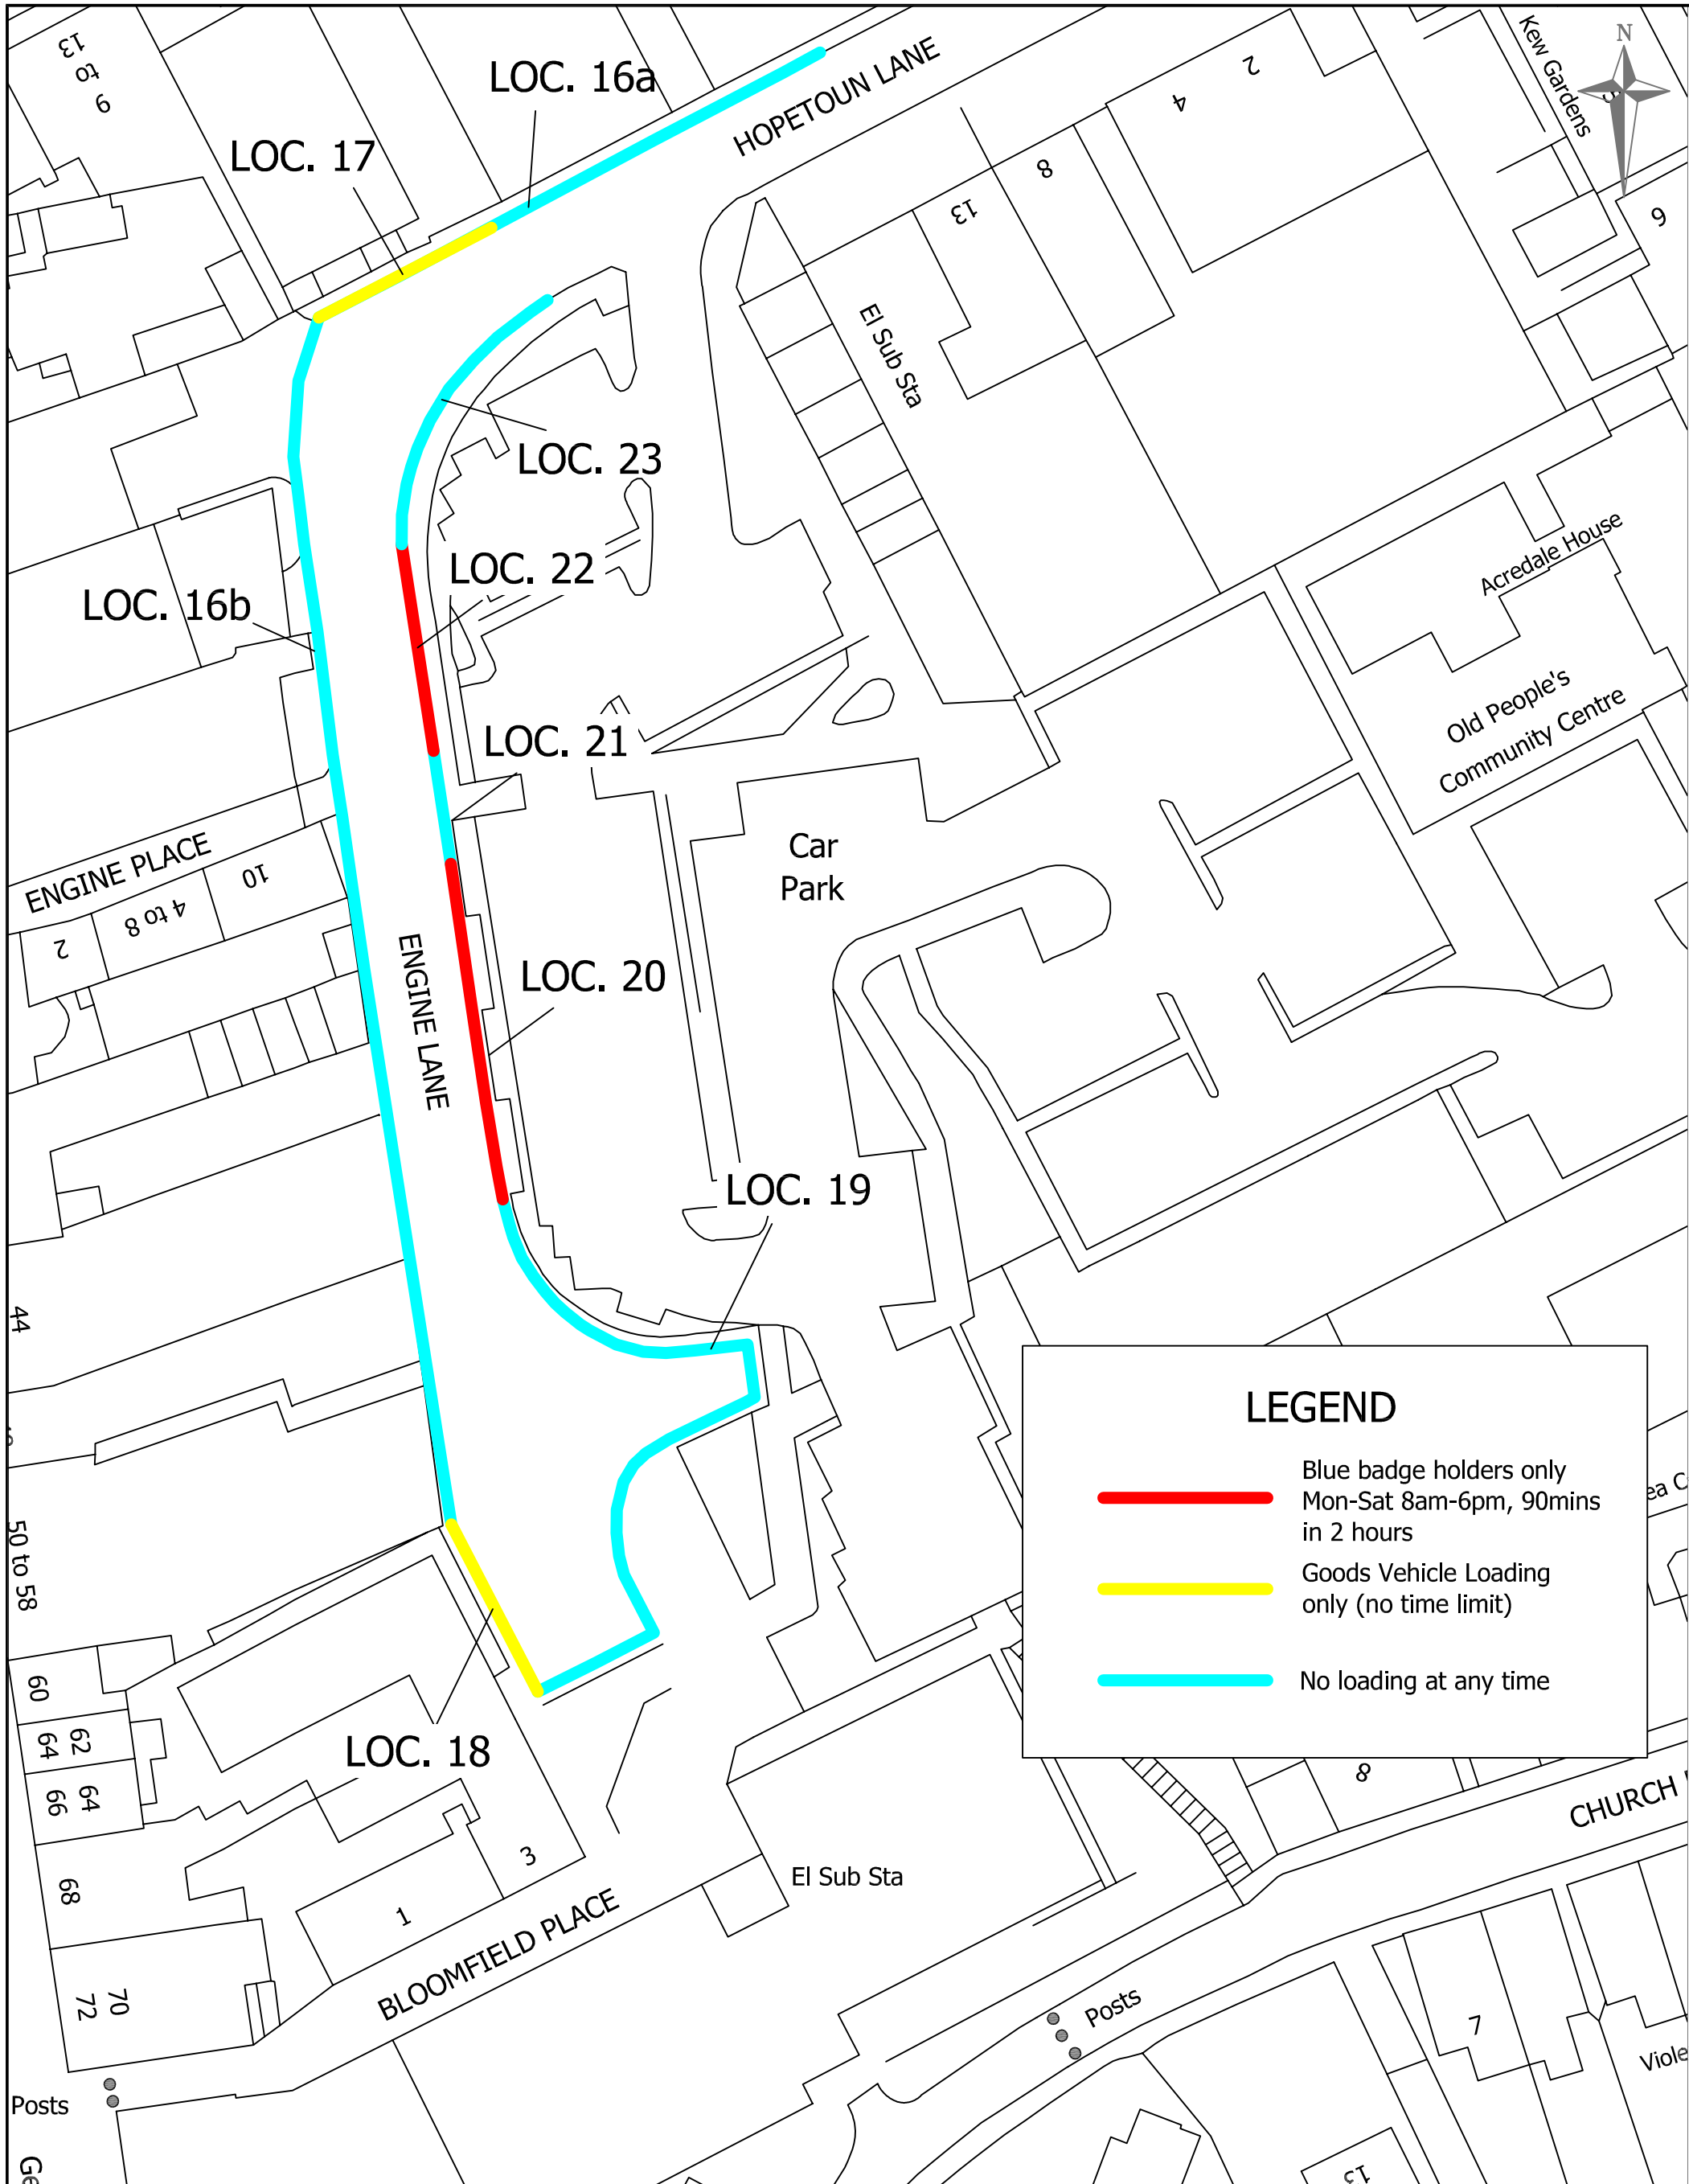 13
to
9
LOC. 16a
LOC. 17
HOPETOUN LANE
2
4
8
13
Kew Gardens
N
6
El Sub Sta
LOC. 23
LOC. 22
LOC. 16b
Acredale House
LOC. 21
Old People's
Community Centre
Car
Park
ENGINE PLACE
10
4 to 8
2
ENGINE LANE
LOC. 20
LOC. 19
44
LEGEND
Blue badge holders only
Mon-Sat 8am-6pm, 90mins
in 2 hours
Goods Vehicle Loading
only (no time limit)
No loading at any time
50 to 58
60
62
64
64
66
68
70
72
LOC. 18
8
CHURCH
3
1
El Sub Sta
BLOOMFIELD PLACE
Posts
7
Viole
Posts
Ge
13